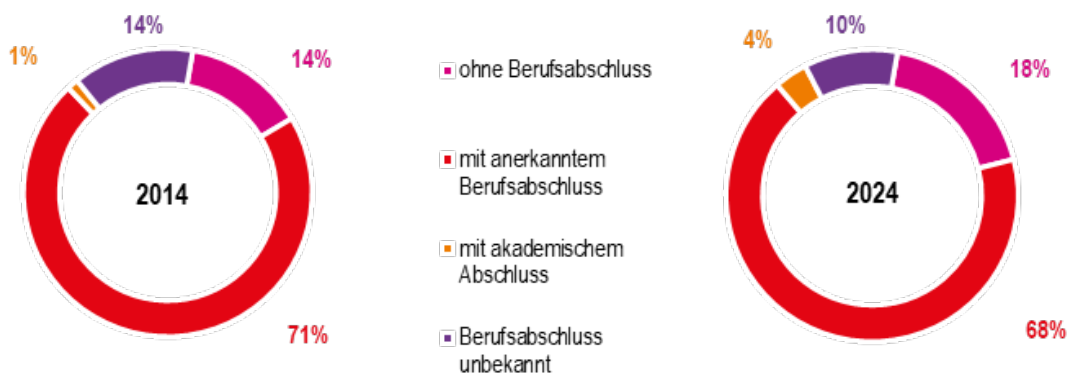 14%
1%
14%
2014
71%
ohne Berufsabschluss
mit anerkanntem
Berufsabschluss
mit akademischem
Abschluss
Berufsabschluss
unbekannt
10%
4%
18%
2024
68%